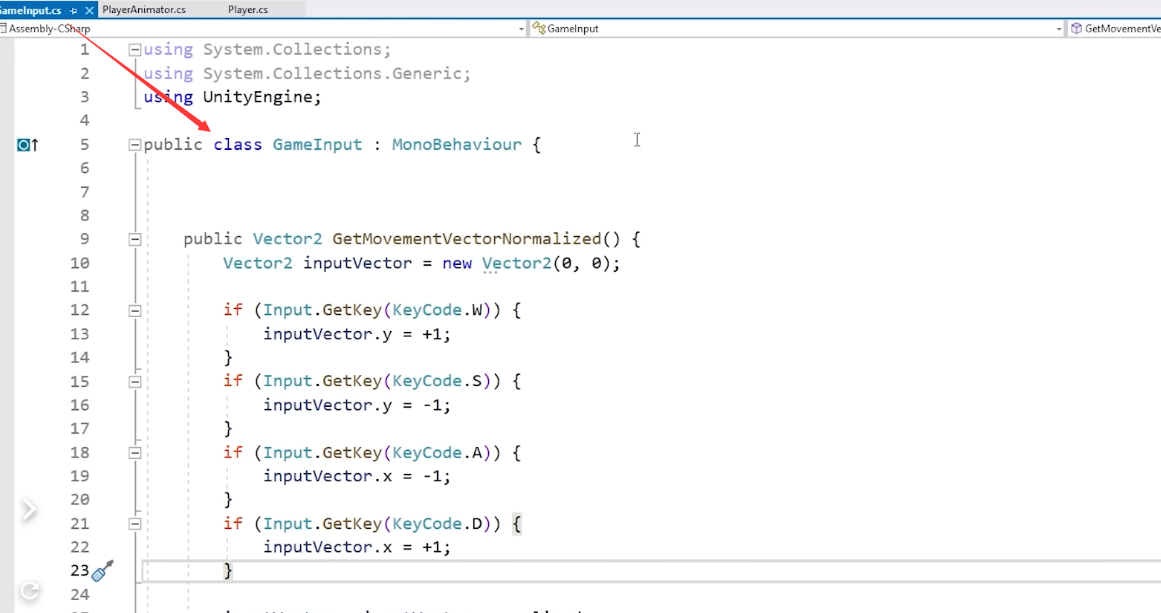 GameInput.cs PlayerAnimator.cs Player.cs
Assembly-CSharp GameInput GetMovementVe
1 using System.Collections;
2 using System.Collections.Generic;
3 using UnityEngine;
4
5 public class GameInput : MonoBehaviour {
6
7
8
9 public Vector2 GetMovementVectorNormalized() {
10 Vector2 inputVector = new Vector2(0, 0);
11
12 if (Input.GetKey(KeyCode.W)) {
13 inputVector.y = +1;
14 }
15 if (Input.GetKey(KeyCode.S)) {
16 inputVector.y = -1;
17 }
18 if (Input.GetKey(KeyCode.A)) {
19 inputVector.x = -1;
20 }
21 if (Input.GetKey(KeyCode.D)) {
22 inputVector.x = +1;
23 }
24